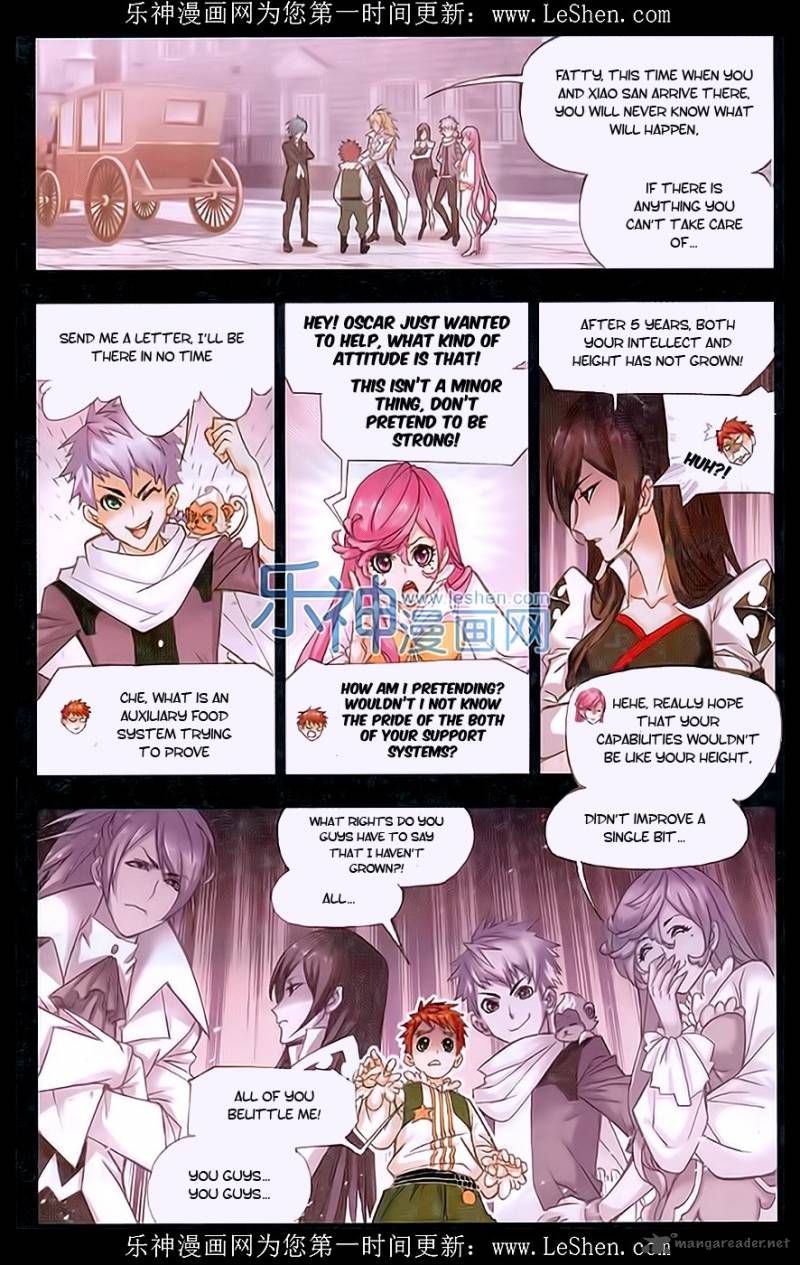 乐神漫画网为您第一时间更新：www.LeShen.com
FATTY, THIS TIME WHEN YOU
AND XIAO SAN ARRIVE THERE,
YOU WILL NEVER KNOW WHAT
WILL HAPPEN,
IF THERE IS
ANYTHING YOU
CAN'T TAKE CARE
OF...
SEND ME A LETTER, I'LL BE
THERE IN NO TIME
CHE, WHAT IS AN
AUXILIARY FOOD
SYSTEM TRYING
TO PROVE
HEY! OSCAR JUST WANTED
TO HELP, WHAT KIND OF
ATTITUDE IS THAT!
THIS ISN'T A MINOR
THING, DON'T
PRETEND TO BE
STRONG!
HOW AM I PRETENDING?
WOULDN'T I NOT KNOW
THE PRIDE OF THE BOTH
OF YOUR SUPPORT
SYSTEMS?
AFTER 5 YEARS, BOTH
YOUR INTELLECT AND
HEIGHT HAS NOT GROWN!
HUH?!
HEHE, REALLY HOPE
THAT YOUR
CAPABILITIES WOULDN'T
BE LIKE YOUR HEIGHT,
DIDN'T IMPROVE A
SINGLE BIT...
乐神漫画网
www.leshen.com
WHAT RIGHTS DO YOU
GUYS HAVE TO SAY
THAT I HAVEN'T
GROWN?!
ALL...
ALL OF YOU
BELITTLE ME!
YOU GUYS...
YOU GUYS...
乐神漫画网为您第一时间更新：www.LeShen.com
mangareader.net